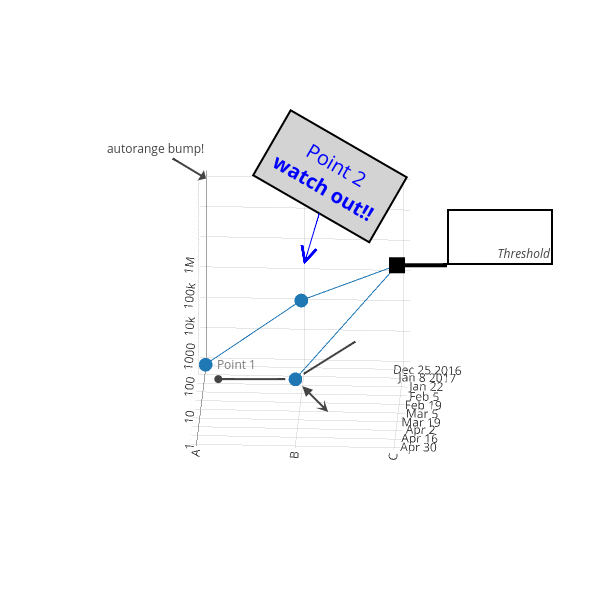 autorange bump!
Point 2
watch out!!
Threshold
1M
100k
10k
1000
100
10
1
Point 1
Dec 25 2016
Jan 8 2017
Jan 22
Feb 5
Feb 19
Mar 5
Mar 19
Apr 2
Apr 16
Apr 30
A
B
C